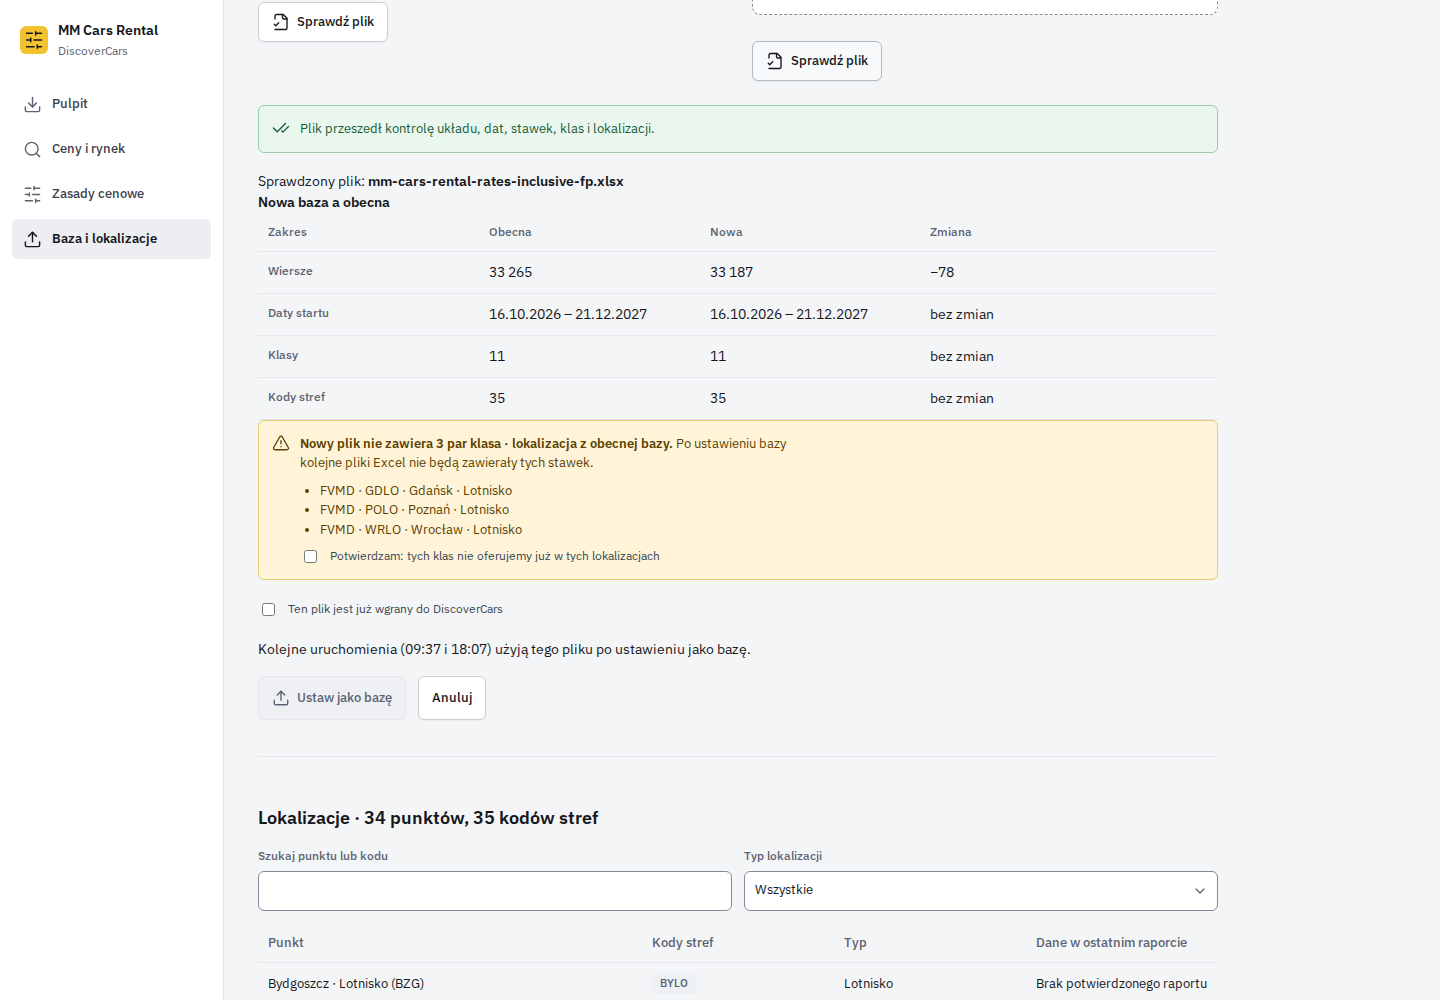 MM Cars Rental
DiscoverCars
Pulpit
Ceny i rynek
Zasady cenowe
Baza i lokalizacje
Sprawdź plik
Sprawdź plik
Plik przeszedł kontrolę układu, dat, stawek, klas i lokalizacji.
Sprawdzony plik: mm-cars-rental-rates-inclusive-fp.xlsx
Nowa baza a obecna
Zakres Obecna Nowa Zmiana
Wiersze 33 265 33 187 −78
Daty startu 16.10.2026 – 21.12.2027 16.10.2026 – 21.12.2027 bez zmian
Klasy 11 11 bez zmian
Kody stref 35 35 bez zmian
Nowy plik nie zawiera 3 par klasa · lokalizacja z obecnej bazy. Po ustawieniu bazy
kolejne pliki Excel nie będą zawierały tych stawek.
• FVMD · GDLO · Gdańsk · Lotnisko
• FVMD · POLO · Poznań · Lotnisko
• FVMD · WRLO · Wrocław · Lotnisko
Potwierdzam: tych klas nie oferujemy już w tych lokalizacjach
Ten plik jest już wgrany do DiscoverCars
Kolejne uruchomienia (09:37 i 18:07) użyją tego pliku po ustawieniu jako bazę.
Ustaw jako bazę Anuluj
Lokalizacje · 34 punktów, 35 kodów stref
Szukaj punktu lub kodu Typ lokalizacji
Wszystkie
Punkt Kody stref Typ Dane w ostatnim raporcie
Bydgoszcz · Lotnisko (BZG) BYLO Lotnisko Brak potwierdzonego raportu